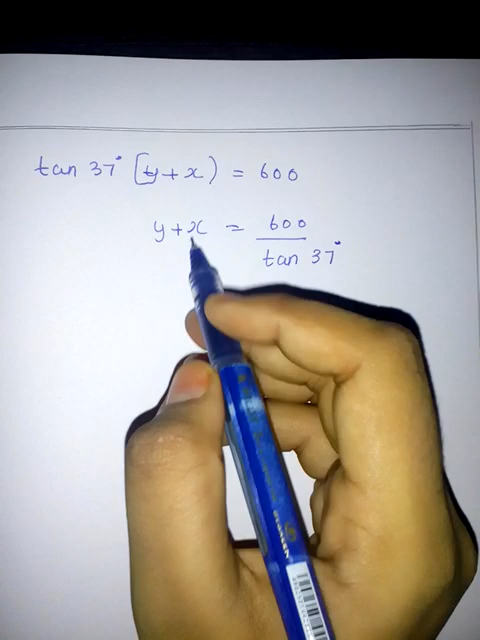 tan 37° (y+x) = 600
y+x = 600 / tan 37°